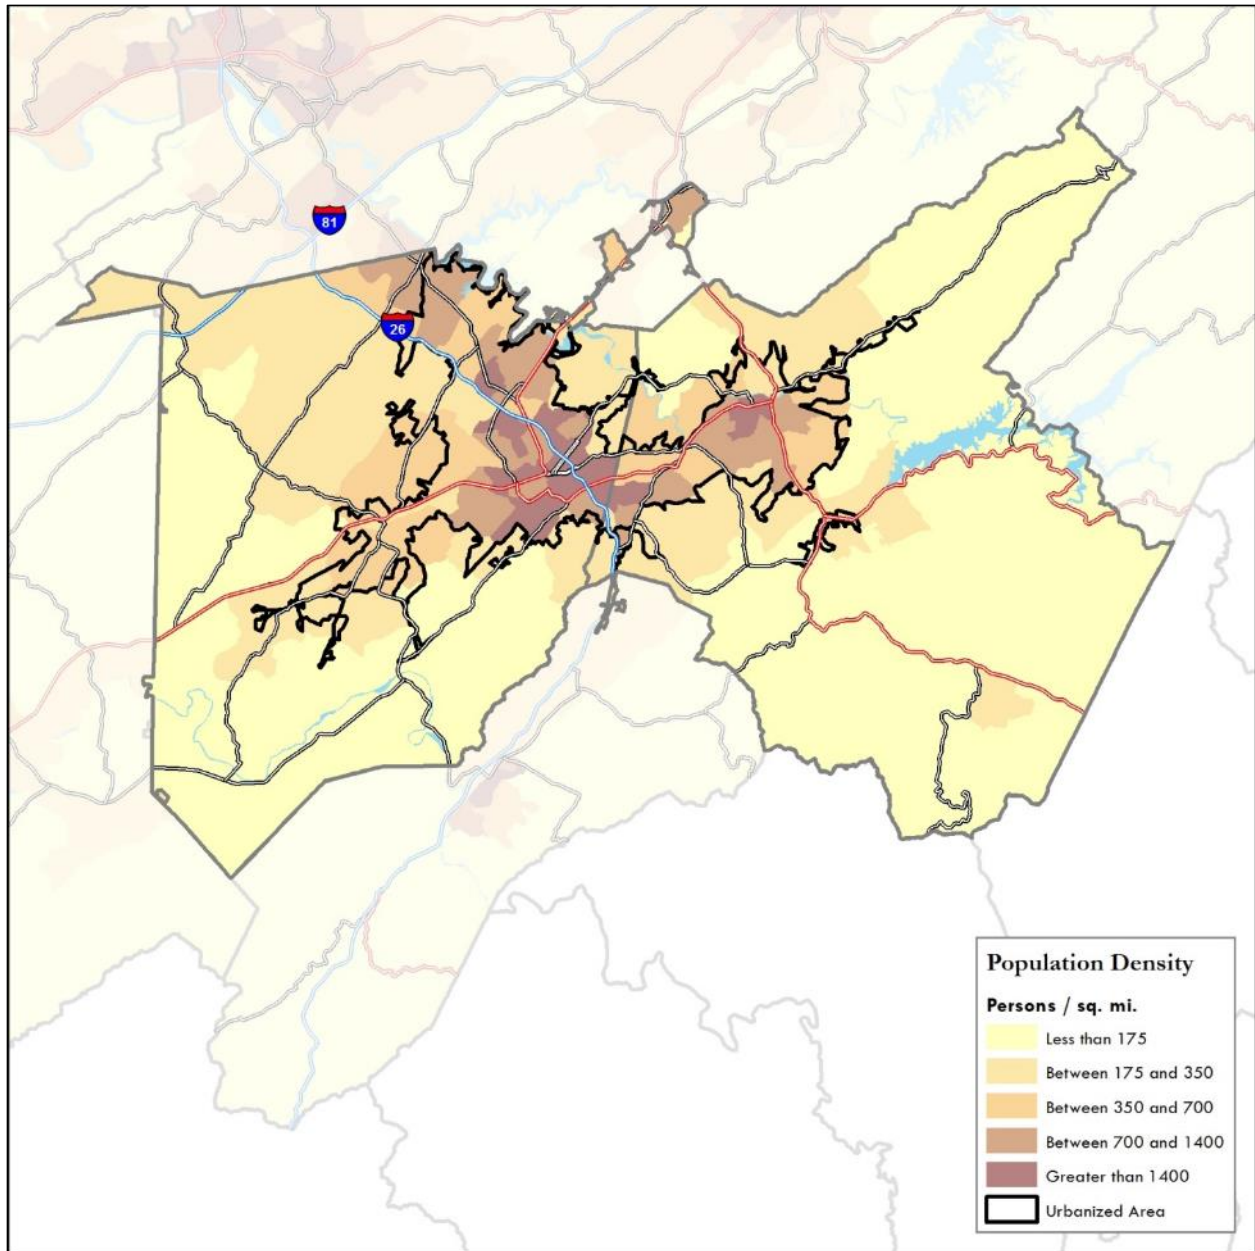 81
26
Population Density
Persons / sq. mi.
Less than 175
Between 175 and 350
Between 350 and 700
Between 700 and 1400
Greater than 1400
Urbanized Area